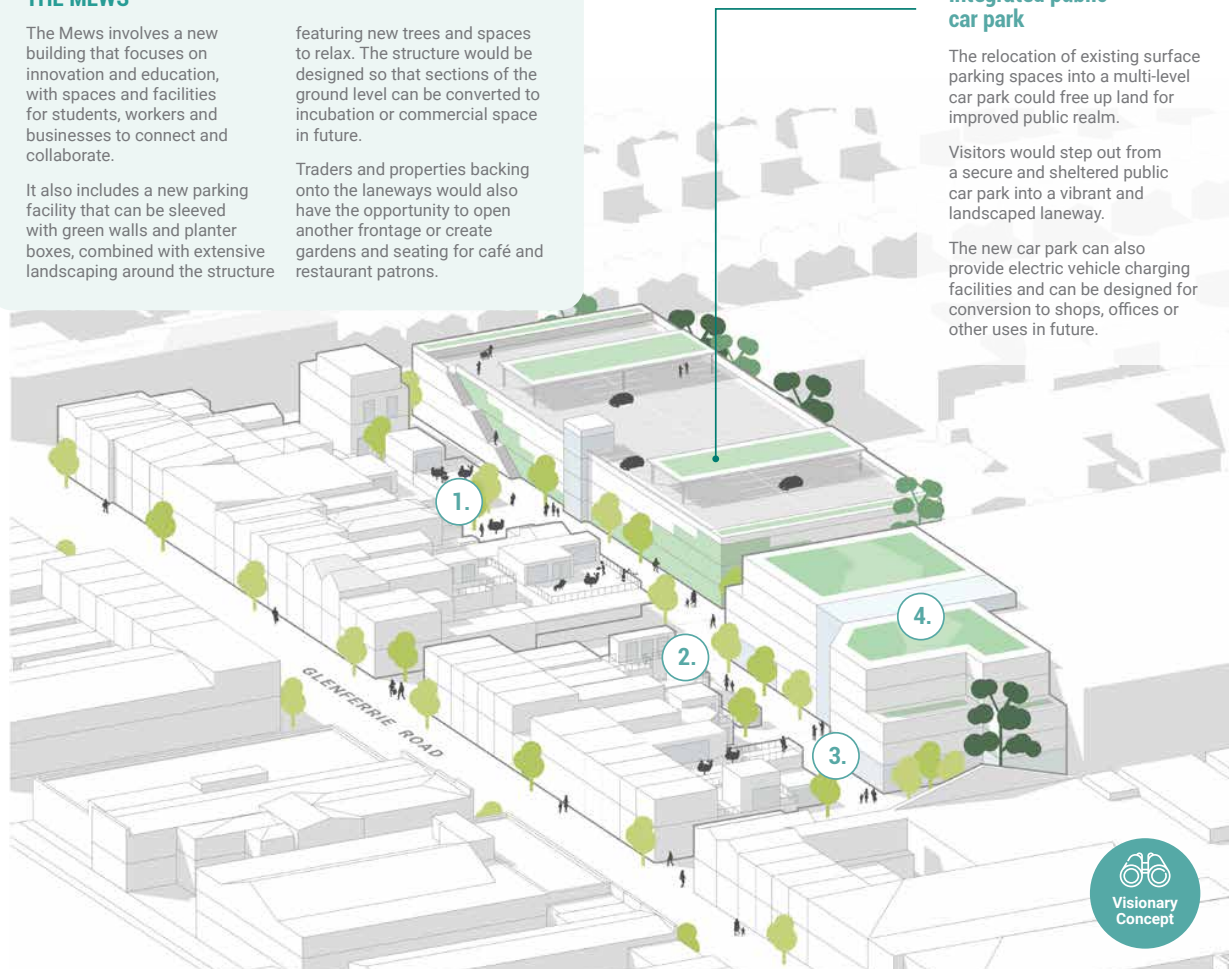 THE MEWS
The Mews involves a new
building that focuses on
innovation and education,
with spaces and facilities
for students, workers and
businesses to connect and
collaborate.
It also includes a new parking
facility that can be sleeved
with green walls and planter
boxes, combined with extensive
landscaping around the structure
featuring new trees and spaces
to relax. The structure would be
designed so that sections of the
ground level can be converted to
incubation or commercial space
in future.
Traders and properties backing
onto the laneways would also
have the opportunity to open
another frontage or create
gardens and seating for café and
restaurant patrons.
Integrated public
car park
The relocation of existing surface
parking spaces into a multi-level
car park could free up land for
improved public realm.
Visitors would step out from
a secure and sheltered public
car park into a vibrant and
landscaped laneway.
The new car park can also
provide electric vehicle charging
facilities and can be designed for
conversion to shops, offices or
other uses in future.
1.
2.
3.
4.
GLENFERRIE ROAD
Visionary
Concept